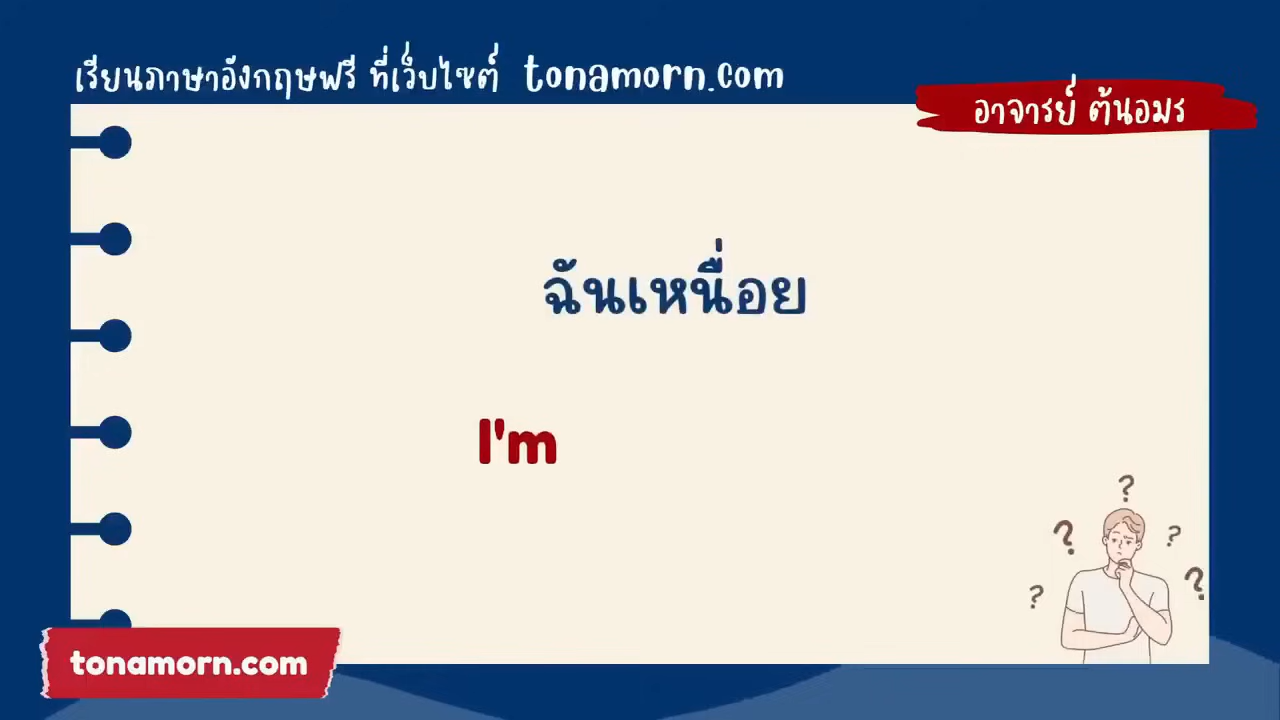 เรียนภาษาอังกฤษฟรี ที่เว็บไซต์ tonamorn.com
อาจารย์ ต้นอมร
ฉันเหนื่อย
I'm
? ? ? ? ?
tonamorn.com